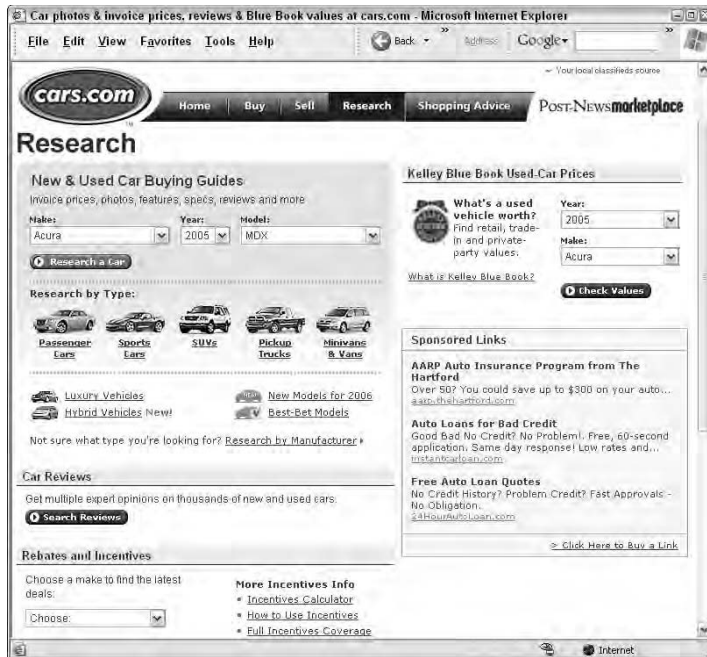 Car photos & invoice prices, reviews & Blue Book values at cars.com - Microsoft Internet Explorer
File Edit View Favorites Tools Help
Back
Address
Google
Your local classifieds source
cars.com
Home Buy Sell Research Shopping Advice
POST-NEWSmarketplace
Research
New & Used Car Buying Guides
Invoice prices, photos, features, specs, reviews and more
Make: Year: Model:
Acura 2005 MDX
Research a Car
Research by Type:
Passenger Cars
Sports Cars
SUVs
Pickup Trucks
Minivans & Vans
Luxury Vehicles
New Models for 2006
Hybrid Vehicles New!
Best-Bet Models
Not sure what type you're looking for? Research by Manufacturer
Car Reviews
Get multiple expert opinions on thousands of new and used cars.
Search Reviews
Rebates and Incentives
Choose a make to find the latest
deals:
Choose:
More Incentives Info
Incentives Calculator
How to Use Incentives
Full Incentives Coverage
Kelley Blue Book Used-Car Prices
What's a used
vehicle worth?
Find retail, trade-
in and private-
party values.
What is Kelley Blue Book?
Year:
2005
Make:
Acura
Check Values
Sponsored Links
AARP Auto Insurance Program from The
Hartford
Over 50? You could save up to $300 on your auto...
aarp.thehartford.com
Auto Loans for Bad Credit
Good Bad No Credit? No Problem!. Free, 60-second
application. Same day response! Low rates and...
instantcarloan.com
Free Auto Loan Quotes
No Credit History? Problem Credit? Fast Approvals -
No Obligation.
24HourAutoLoan.com
> Click Here to Buy a Link
Internet